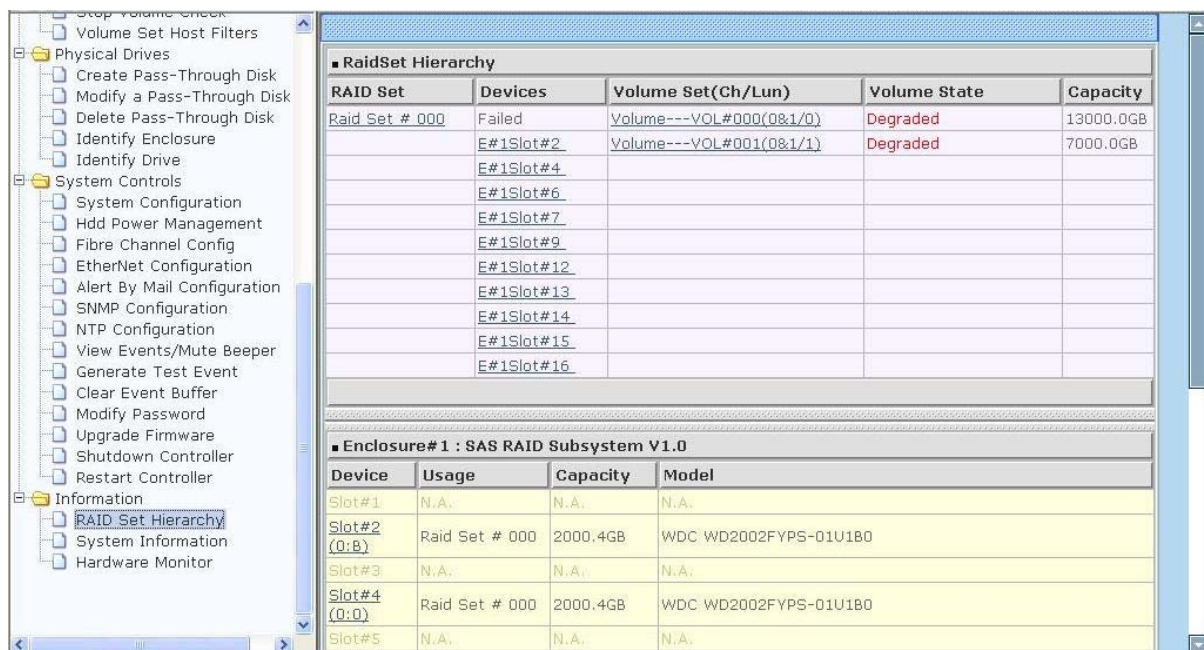 Stop Volume Check
Volume Set Host Filters
Physical Drives
Create Pass-Through Disk
Modify a Pass-Through Disk
Delete Pass-Through Disk
Identify Enclosure
Identify Drive
System Controls
System Configuration
Hdd Power Management
Fibre Channel Config
EtherNet Configuration
Alert By Mail Configuration
SNMP Configuration
NTP Configuration
View Events/Mute Beeper
Generate Test Event
Clear Event Buffer
Modify Password
Upgrade Firmware
Shutdown Controller
Restart Controller
Information
RAID Set Hierarchy
System Information
Hardware Monitor
RaidSet Hierarchy
RAID Set Devices Volume Set(Ch/Lun) Volume State Capacity
Raid Set # 000 Failed Volume---VOL#000(0&1/0) Degraded 13000.0GB
E#1Slot#2 Volume---VOL#001(0&1/1) Degraded 7000.0GB
E#1Slot#4
E#1Slot#6
E#1Slot#7
E#1Slot#9
E#1Slot#12
E#1Slot#13
E#1Slot#14
E#1Slot#15
E#1Slot#16
Enclosure#1 : SAS RAID Subsystem V1.0
Device Usage Capacity Model
Slot#1 N.A. N.A. N.A.
Slot#2 (0:B) Raid Set # 000 2000.4GB WDC WD2002FYPS-01U1B0
Slot#3 N.A. N.A. N.A.
Slot#4 (0:0) Raid Set # 000 2000.4GB WDC WD2002FYPS-01U1B0
Slot#5 N.A. N.A. N.A.